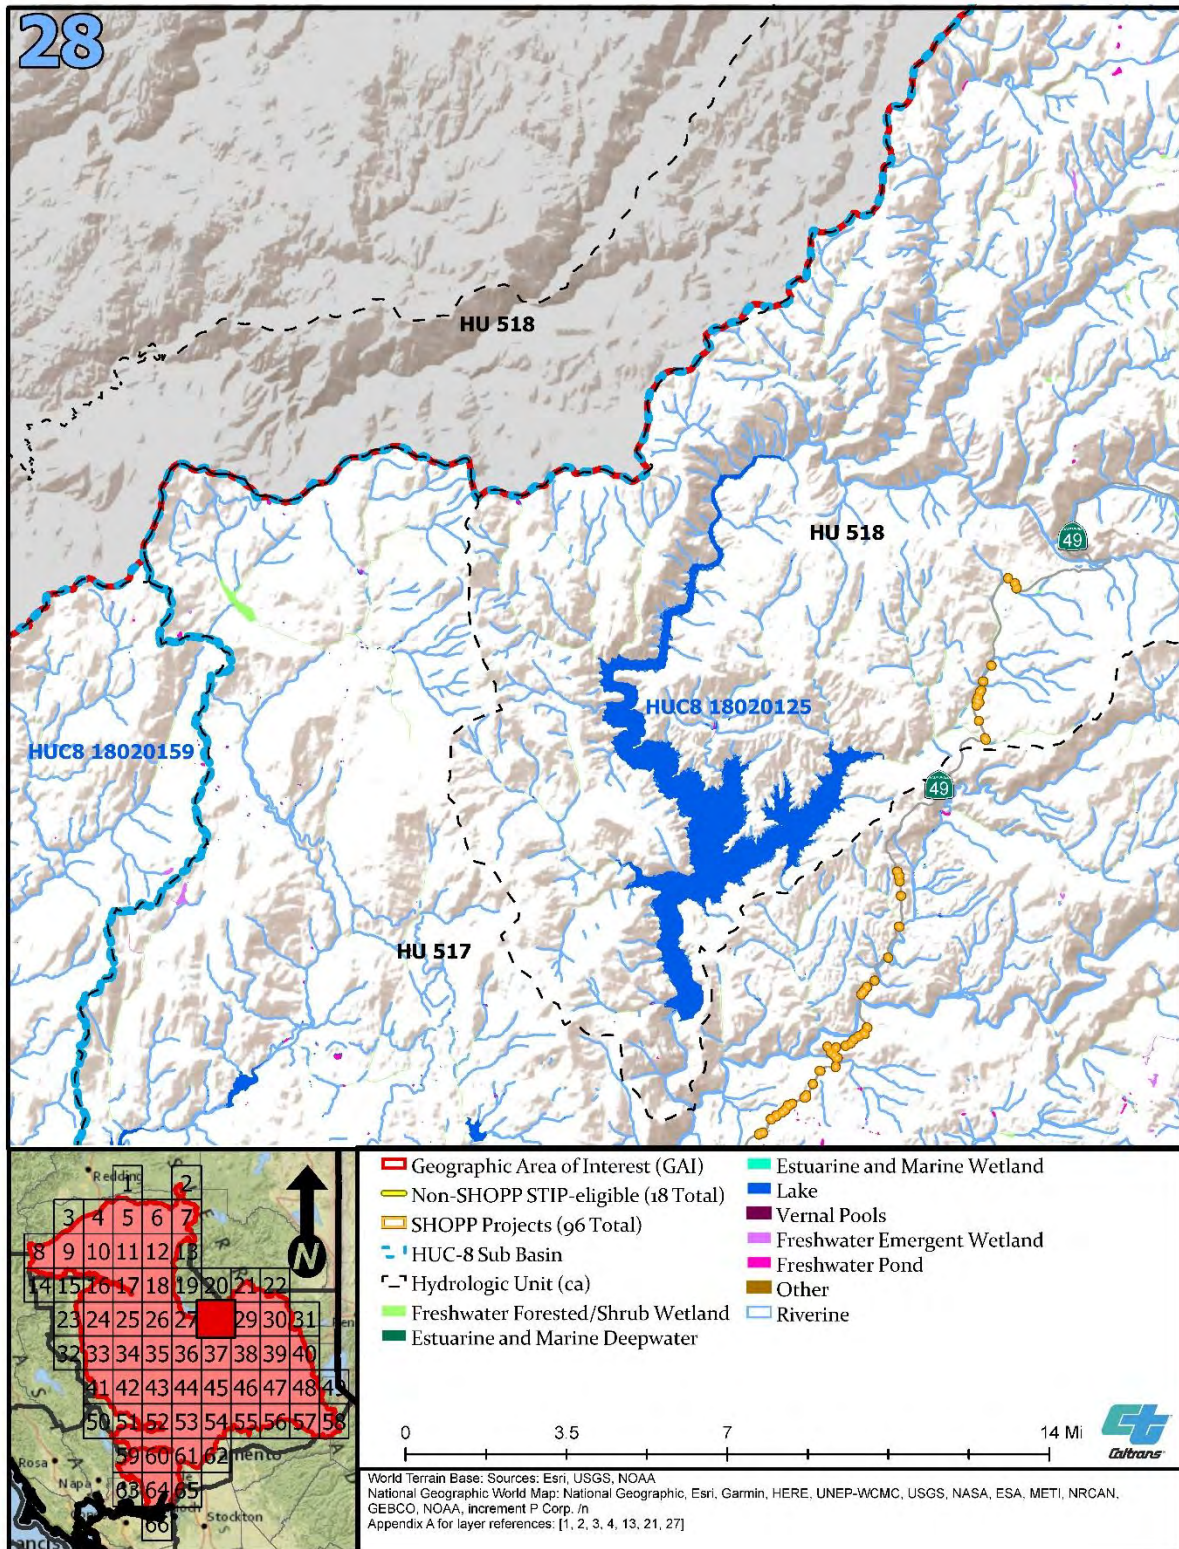 28
HU 518
HU 518
49
HUC8 18020125
HUC8 18020159
49
HU 517
Redding
1 2
3 4 5 6 7
8 9 10 11 12 13
14 15 16 17 18 19 20 21 22
23 24 25 26 27 29 30 31
32 33 34 35 36 37 38 39 40
41 42 43 44 45 46 47 48 49
50 51 52 53 54 55 56 57 58
59 60 61 62
63 64 65
66
Rosa
Napa
Stockton
N
Geographic Area of Interest (GAI)
Non-SHOPP STIP-eligible (18 Total)
SHOPP Projects (96 Total)
HUC-8 Sub Basin
Hydrologic Unit (ca)
Freshwater Forested/Shrub Wetland
Estuarine and Marine Deepwater
Estuarine and Marine Wetland
Lake
Vernal Pools
Freshwater Emergent Wetland
Freshwater Pond
Other
Riverine
0 3.5 7 14 Mi
Caltrans
World Terrain Base: Sources: Esri, USGS, NOAA
National Geographic World Map: National Geographic, Esri, Garmin, HERE, UNEP-WCMC, USGS, NASA, ESA, METI, NRCAN,
GEBCO, NOAA, increment P Corp. /n
Appendix A for layer references: [1, 2, 3, 4, 13, 21, 27]